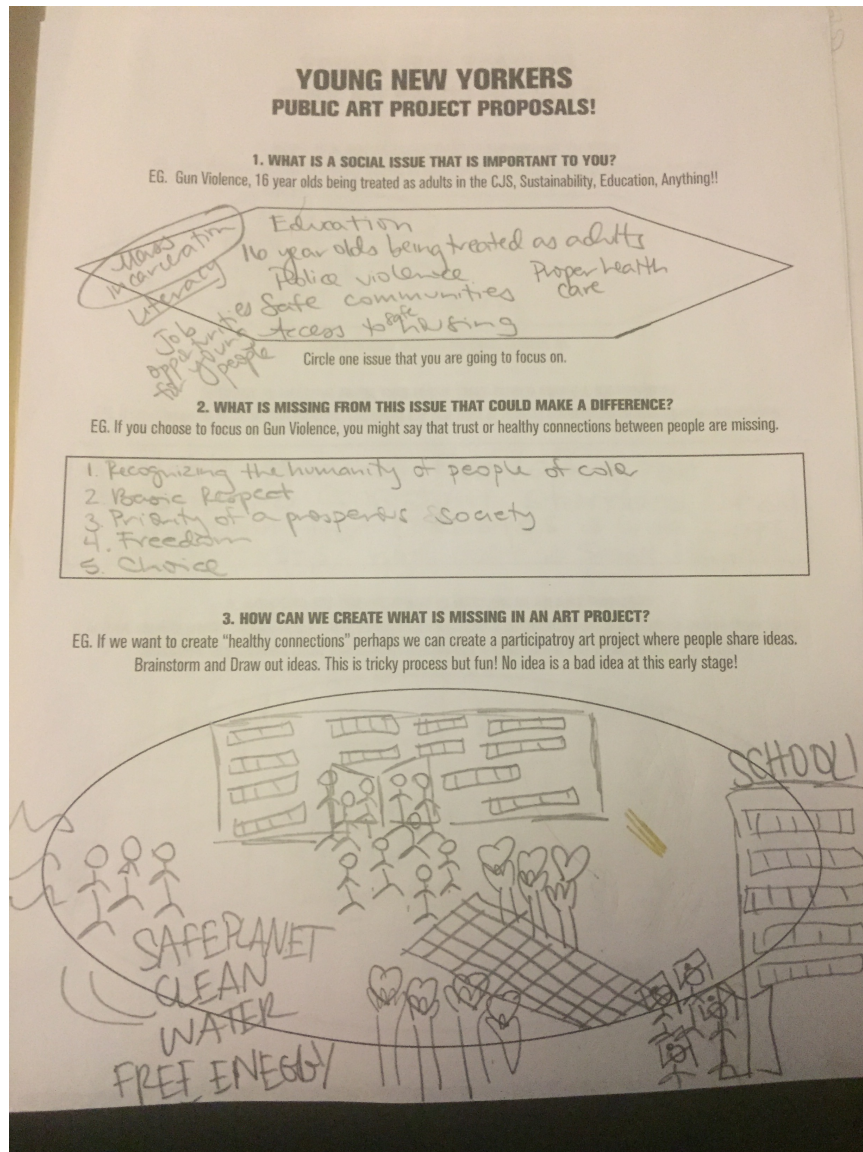 YOUNG NEW YORKERS
PUBLIC ART PROJECT PROPOSALS!
1. WHAT IS A SOCIAL ISSUE THAT IS IMPORTANT TO YOU?
EG. Gun Violence, 16 year olds being treated as adults in the CJS, Sustainability, Education, Anything!!
Mass
incarceration
Literacy
Job
opportunities
for young
people
Education
16 year olds being treated as adults
Police violence
Proper health
care
Safe communities
Access to safe housing
Circle one issue that you are going to focus on.
2. WHAT IS MISSING FROM THIS ISSUE THAT COULD MAKE A DIFFERENCE?
EG. If you choose to focus on Gun Violence, you might say that trust or healthy connections between people are missing.
1. Recognizing the humanity of people of color
2. Basic Respect
3. Priority of a prosperous society
4. Freedom
5. Choice
3. HOW CAN WE CREATE WHAT IS MISSING IN AN ART PROJECT?
EG. If we want to create “healthy connections” perhaps we can create a participatroy art project where people share ideas.
Brainstorm and Draw out ideas. This is tricky process but fun! No idea is a bad idea at this early stage!
SCHOOL!
SAFE PLANET
CLEAN
WATER
FREE ENEGGY